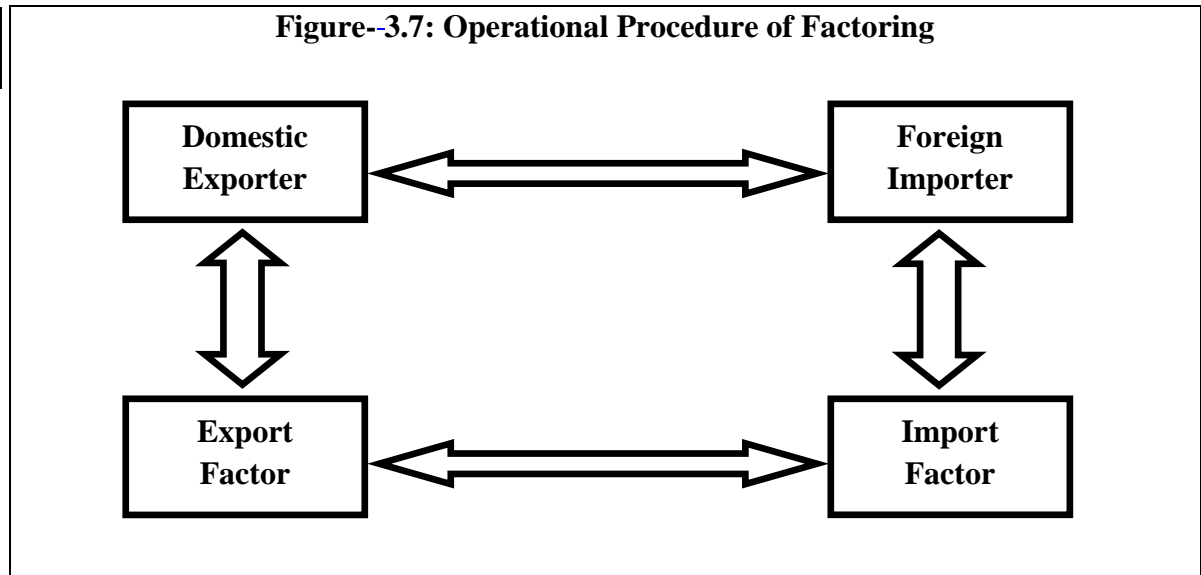 Figure--3.7: Operational Procedure of Factoring
Domestic
Exporter
Foreign
Importer
Export
Factor
Import
Factor